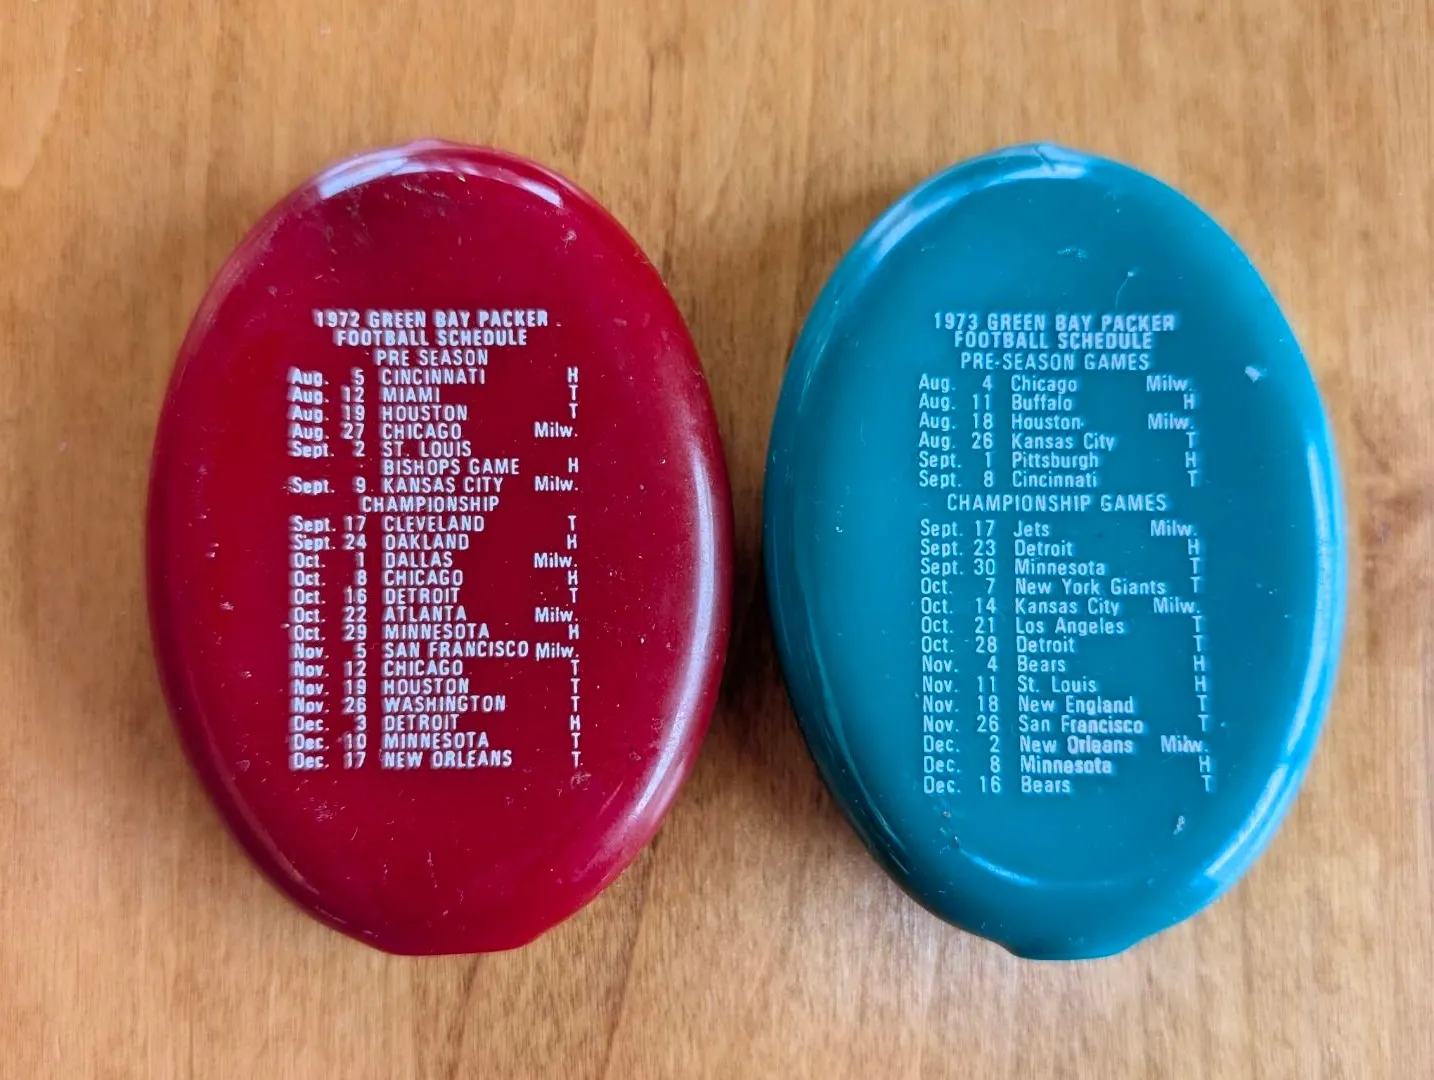 1972 GREEN BAY PACKER
FOOTBALL SCHEDULE
PRE SEASON
Aug. 5 CINCINNATI H
Aug. 12 MIAMI T
Aug. 19 HOUSTON T
Aug. 27 CHICAGO Milw.
Sept. 2 ST. LOUIS
BISHOPS GAME H
Sept. 9 KANSAS CITY Milw.
CHAMPIONSHIP
Sept. 17 CLEVELAND T
Sept. 24 OAKLAND H
Oct. 1 DALLAS Milw.
Oct. 8 CHICAGO H
Oct. 16 DETROIT T
Oct. 22 ATLANTA Milw.
Oct. 29 MINNESOTA H
Nov. 5 SAN FRANCISCO Milw.
Nov. 12 CHICAGO T
Nov. 19 HOUSTON T
Nov. 26 WASHINGTON T
Dec. 3 DETROIT H
Dec. 10 MINNESOTA T
Dec. 17 NEW ORLEANS T
1973 GREEN BAY PACKER
FOOTBALL SCHEDULE
PRE-SEASON GAMES
Aug. 4 Chicago Milw.
Aug. 11 Buffalo H
Aug. 18 Houston Milw.
Aug. 26 Kansas City T
Sept. 1 Pittsburgh H
Sept. 8 Cincinnati T
CHAMPIONSHIP GAMES
Sept. 17 Jets Milw.
Sept. 23 Detroit H
Sept. 30 Minnesota T
Oct. 7 New York Giants T
Oct. 14 Kansas City Milw.
Oct. 21 Los Angeles T
Oct. 28 Detroit T
Nov. 4 Bears H
Nov. 11 St. Louis H
Nov. 18 New England T
Nov. 26 San Francisco T
Dec. 2 New Orleans Milw.
Dec. 8 Minnesota H
Dec. 16 Bears T